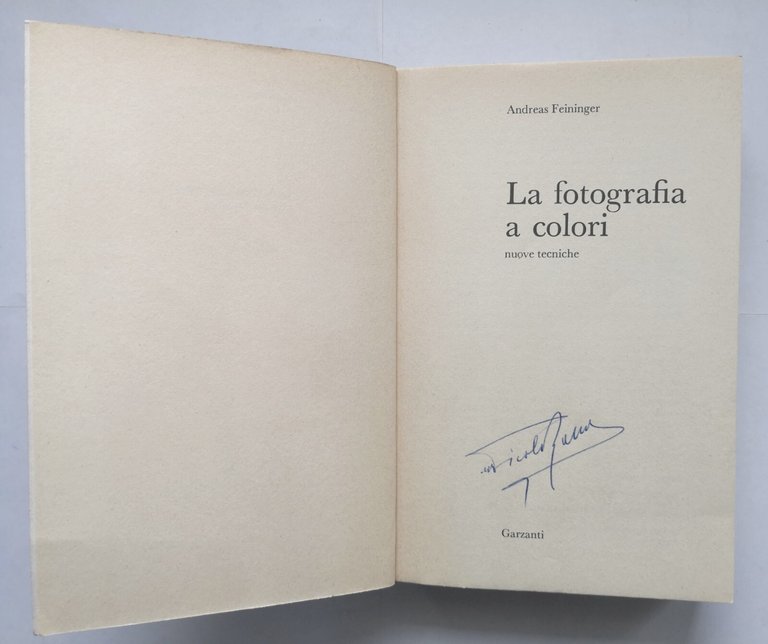 Andreas Feininger
La fotografia
a colori
nuove tecniche
Garzanti